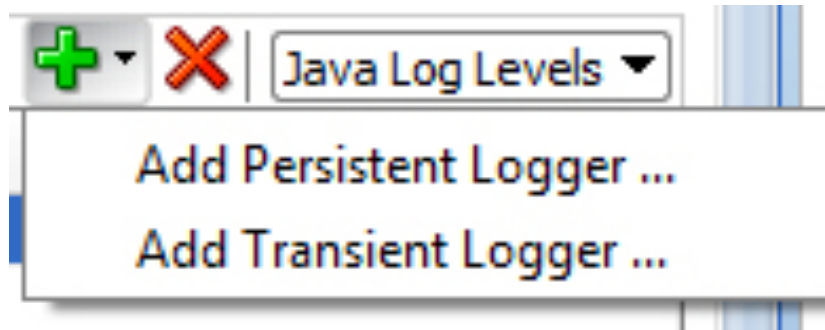 Java Log Levels
Add Persistent Logger ...
Add Transient Logger ...